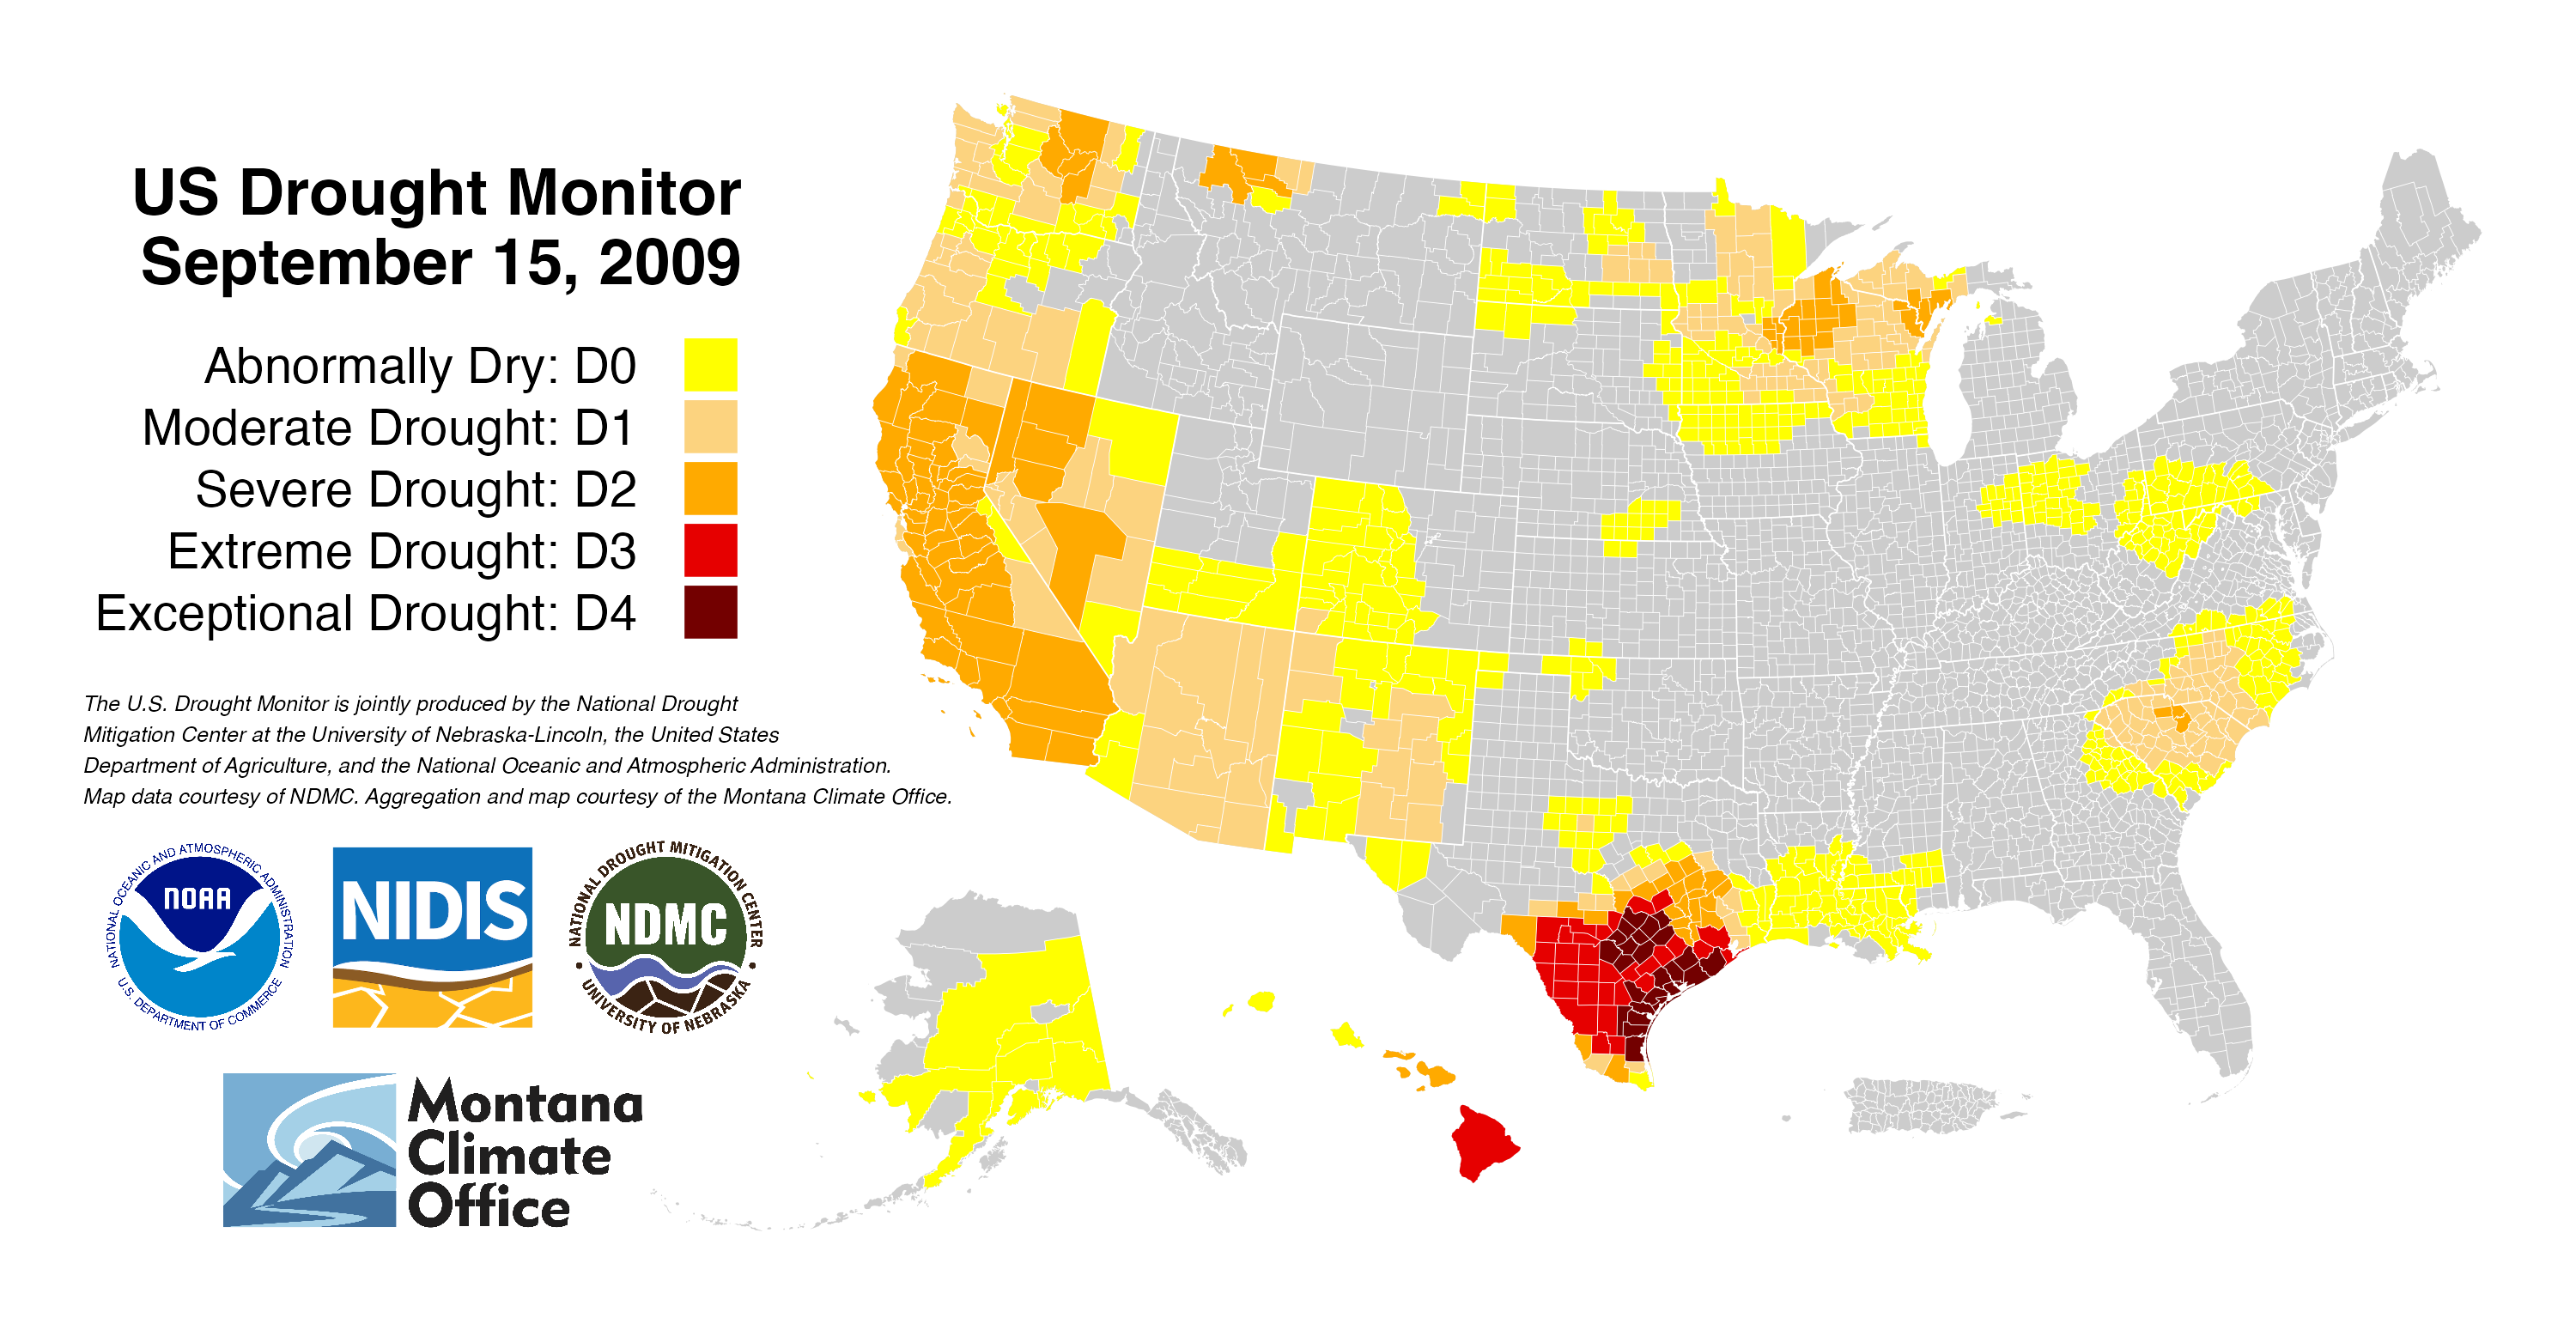 US Drought Monitor
September 15, 2009
Abnormally Dry: D0
Moderate Drought: D1
Severe Drought: D2
Extreme Drought: D3
Exceptional Drought: D4
The U.S. Drought Monitor is jointly produced by the National Drought
Mitigation Center at the University of Nebraska-Lincoln, the United States
Department of Agriculture, and the National Oceanic and Atmospheric Administration.
Map data courtesy of NDMC. Aggregation and map courtesy of the Montana Climate Office.
NATIONAL OCEANIC AND ATMOSPHERIC ADMINISTRATION
NOAA
U.S. DEPARTMENT OF COMMERCE
NIDIS
NATIONAL DROUGHT MITIGATION CENTER
NDMC
UNIVERSITY OF NEBRASKA
Montana
Climate
Office